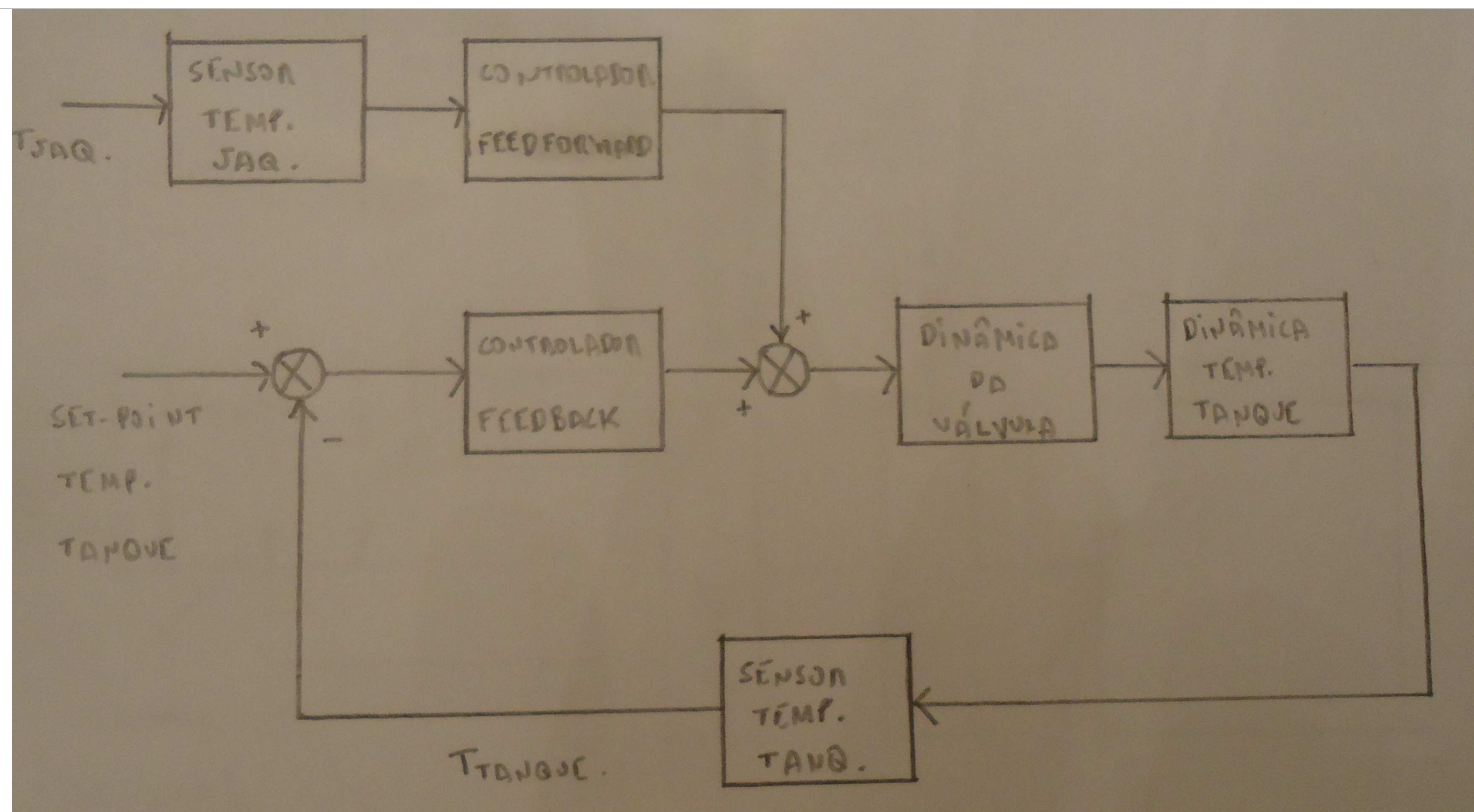 SENSOR
TEMP.
JAQ.
CONTROLADOR
FEEDFORWARD
TJAQ.
+
+
+
-
SET-POINT
TEMP.
TANQUE
CONTROLADOR
FEEDBACK
DINÂMICA
DA
VÁLVULA
DINÂMICA
TEMP.
TANQUE
SENSOR
TEMP.
TANQ.
TTANQUE.